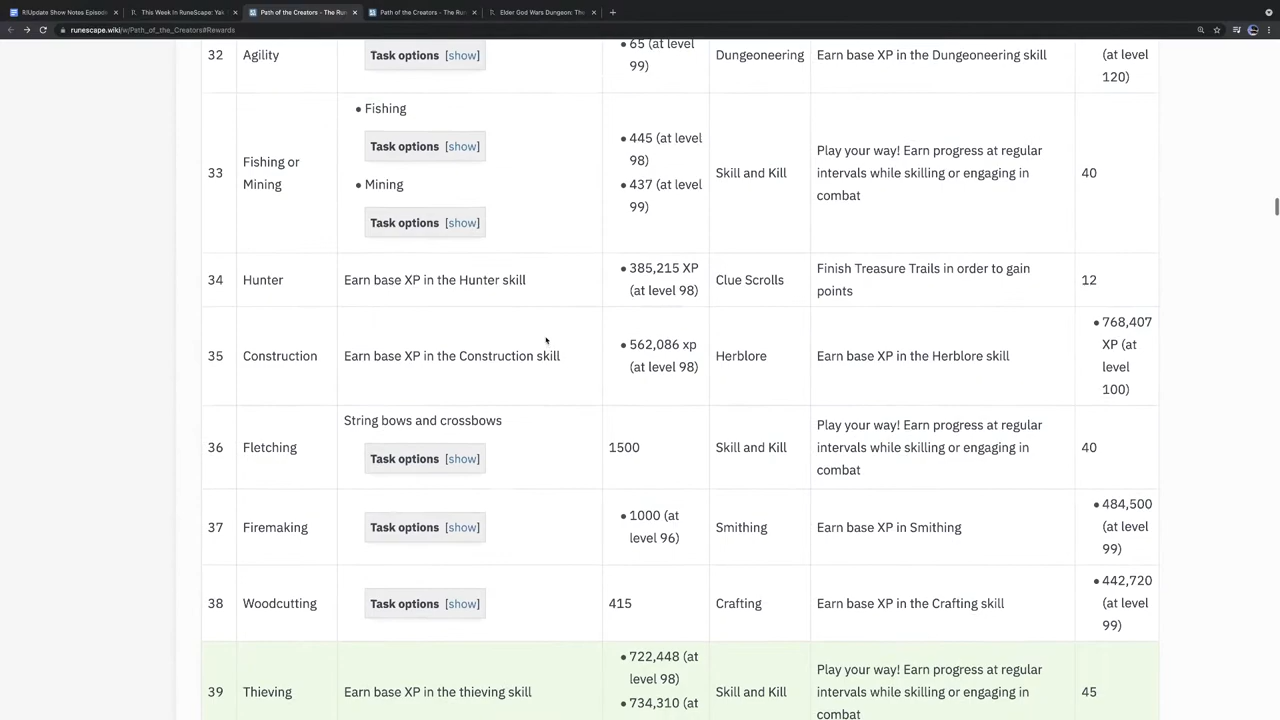 RIUpdate Show Notes Episode
This Week In RuneScape: Yak
Path of the Creators - The Run
Path of the Creators - The Run
Elder God Wars Dungeon: The
runescape.wiki/w/Path_of_the_Creators#Rewards
32
Agility
Task options [show]
• 65 (at level
99)
Dungeoneering
Earn base XP in the Dungeoneering skill
(at level
120)
33
Fishing or
Mining
• Fishing
Task options [show]
• Mining
Task options [show]
• 445 (at level
98)
• 437 (at level
99)
Skill and Kill
Play your way! Earn progress at regular
intervals while skilling or engaging in
combat
40
34
Hunter
Earn base XP in the Hunter skill
• 385,215 XP
(at level 98)
Clue Scrolls
Finish Treasure Trails in order to gain
points
12
35
Construction
Earn base XP in the Construction skill
• 562,086 xp
(at level 98)
Herblore
Earn base XP in the Herblore skill
• 768,407
XP (at
level
100)
36
Fletching
String bows and crossbows
Task options [show]
1500
Skill and Kill
Play your way! Earn progress at regular
intervals while skilling or engaging in
combat
40
37
Firemaking
Task options [show]
• 1000 (at
level 96)
Smithing
Earn base XP in Smithing
• 484,500
(at level
99)
38
Woodcutting
Task options [show]
415
Crafting
Earn base XP in the Crafting skill
• 442,720
(at level
99)
39
Thieving
Earn base XP in the thieving skill
• 722,448 (at
level 98)
• 734,310 (at
Skill and Kill
Play your way! Earn progress at regular
intervals while skilling or engaging in
combat
45